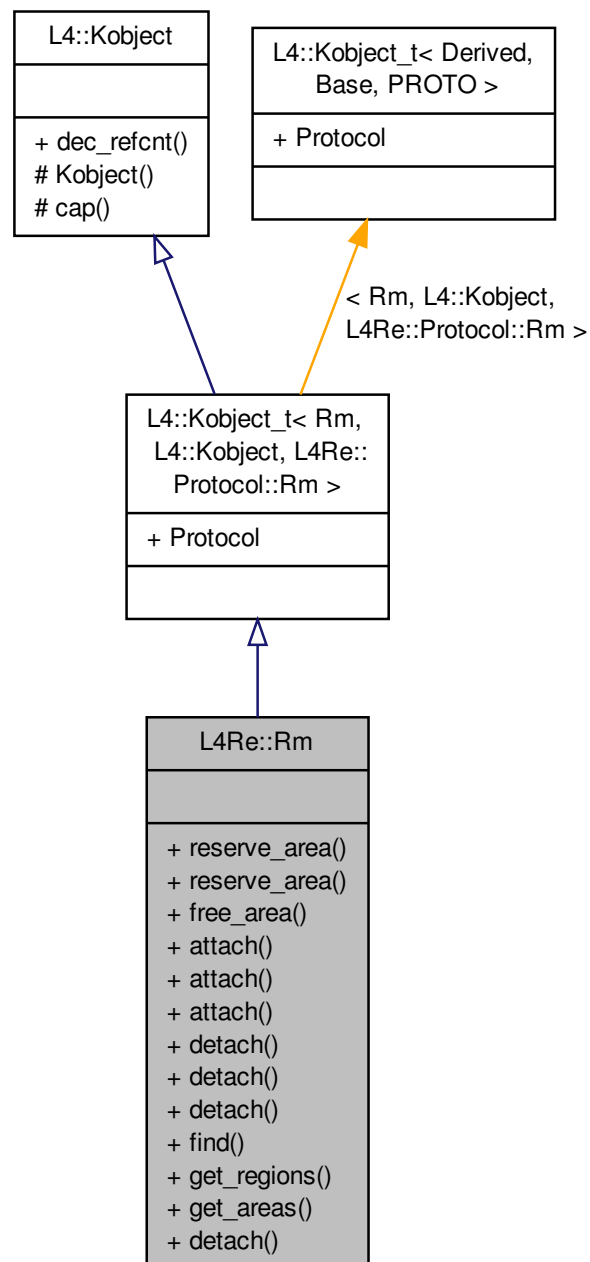 L4::Kobject
+ dec_refcnt()
# Kobject()
# cap()
L4::Kobject_t< Derived,
Base, PROTO >
+ Protocol
< Rm, L4::Kobject,
L4Re::Protocol::Rm >
L4::Kobject_t< Rm,
L4::Kobject, L4Re::
Protocol::Rm >
+ Protocol
L4Re::Rm
+ reserve_area()
+ reserve_area()
+ free_area()
+ attach()
+ attach()
+ attach()
+ detach()
+ detach()
+ detach()
+ find()
+ get_regions()
+ get_areas()
+ detach()